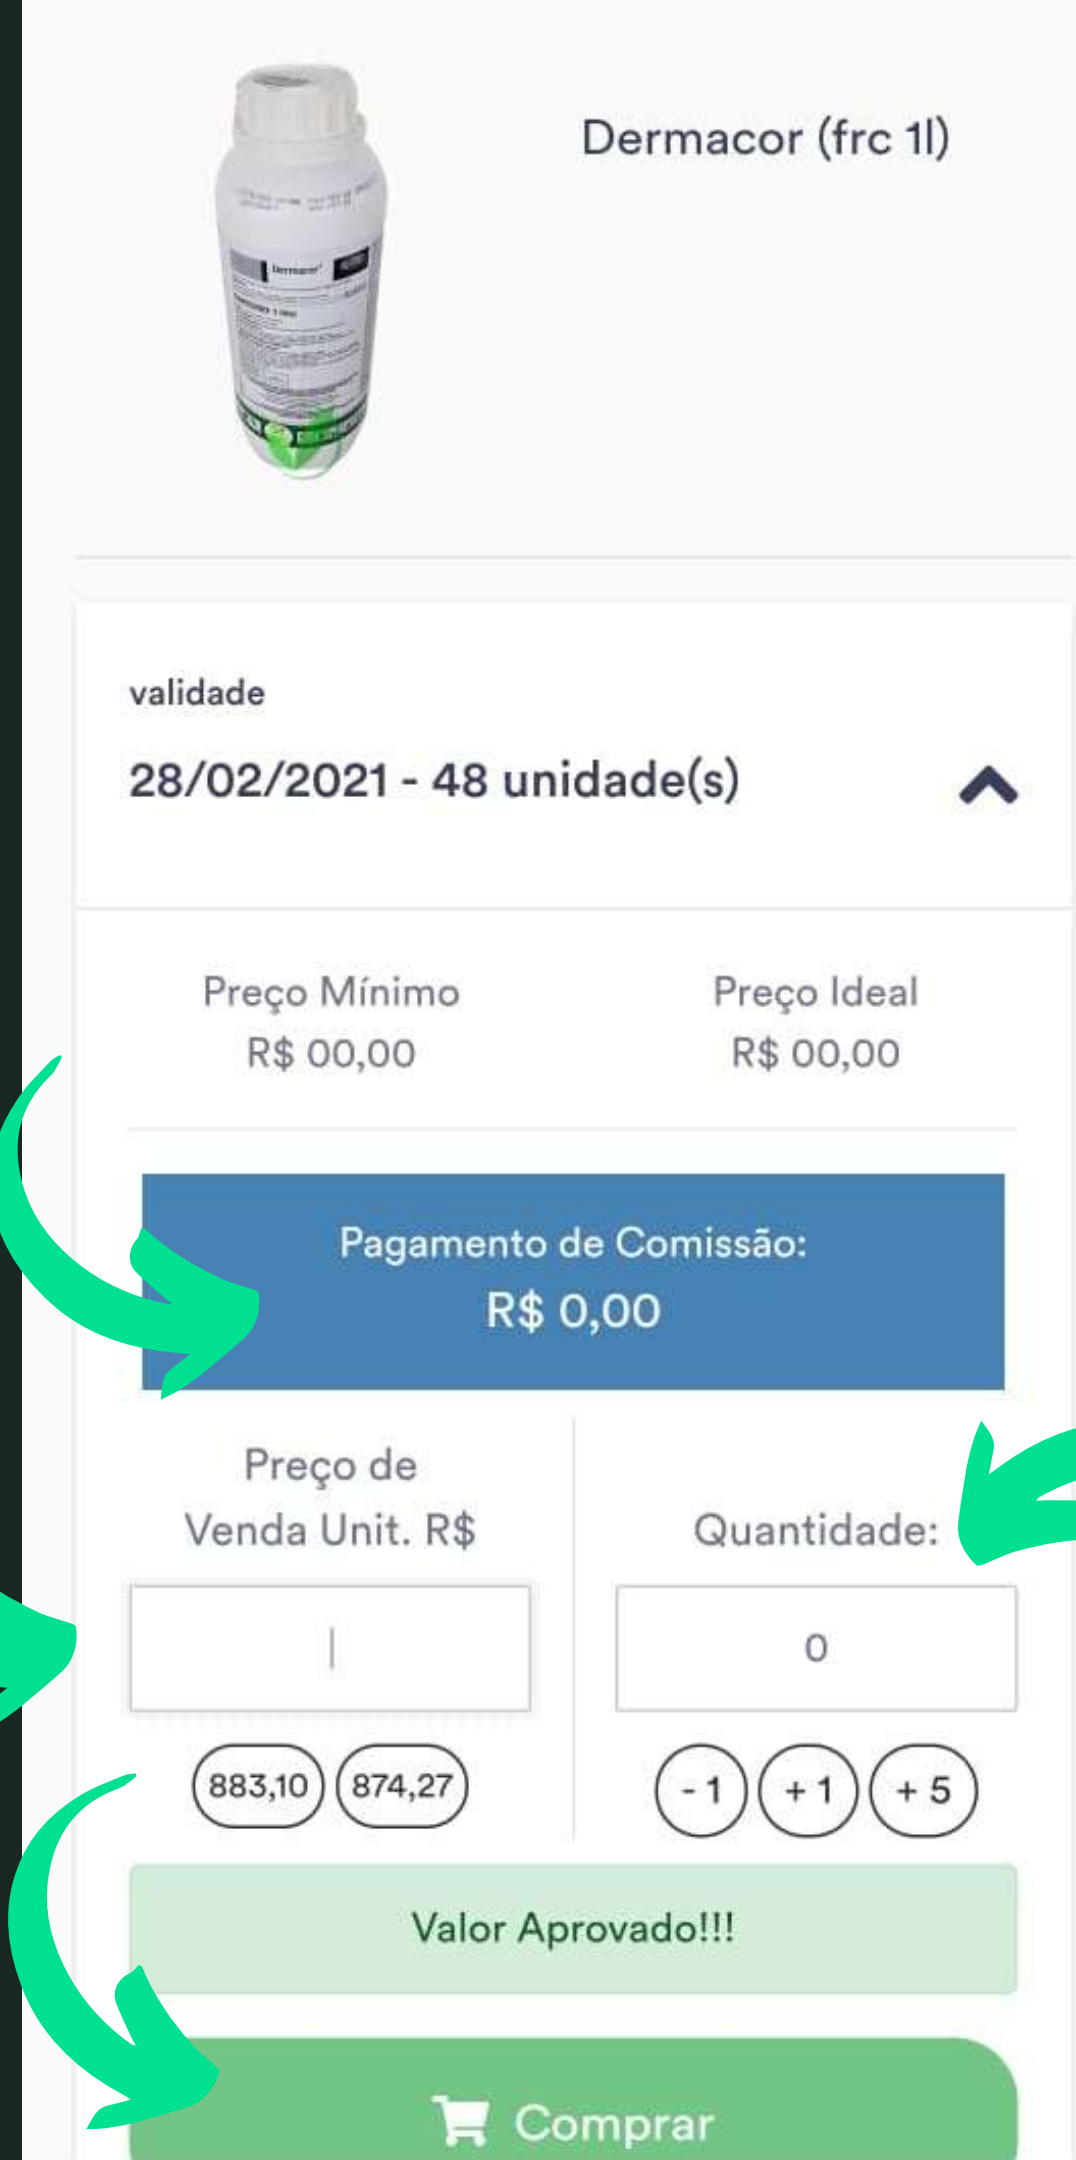 Dermacor (frc 1l)
Dermacor
validade
28/02/2021 - 48 unidade(s)
Preço Mínimo
Preço Ideal
R$ 00,00
R$ 00,00
Pagamento de Comissão:
R$ 0,00
Preço de
Venda Unit. R$
Quantidade:
0
883,10
874,27
- 1
+ 1
+ 5
Valor Aprovado!!!
Comprar